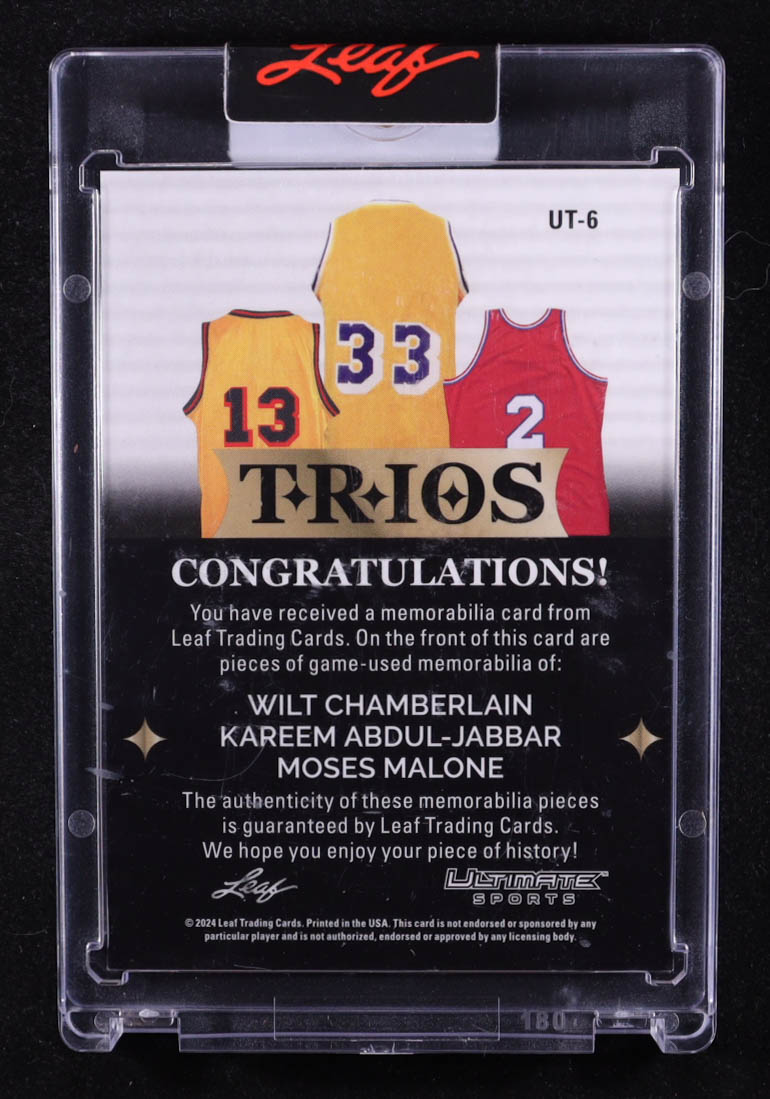 Leaf
UT-6
33
13
2
TRIOS
CONGRATULATIONS!
You have received a memorabilia card from
Leaf Trading Cards. On the front of this card are
pieces of game-used memorabilia of:
WILT CHAMBERLAIN
KAREEM ABDUL-JABBAR
MOSES MALONE
The authenticity of these memorabilia pieces
is guaranteed by Leaf Trading Cards.
We hope you enjoy your piece of history!
Leaf
ULTIMATE
SPORTS
© 2024 Leaf Trading Cards. Printed in the USA. This card is not endorsed or sponsored by any
particular player and is not authorized, endorsed or approved by any licensing body.
180